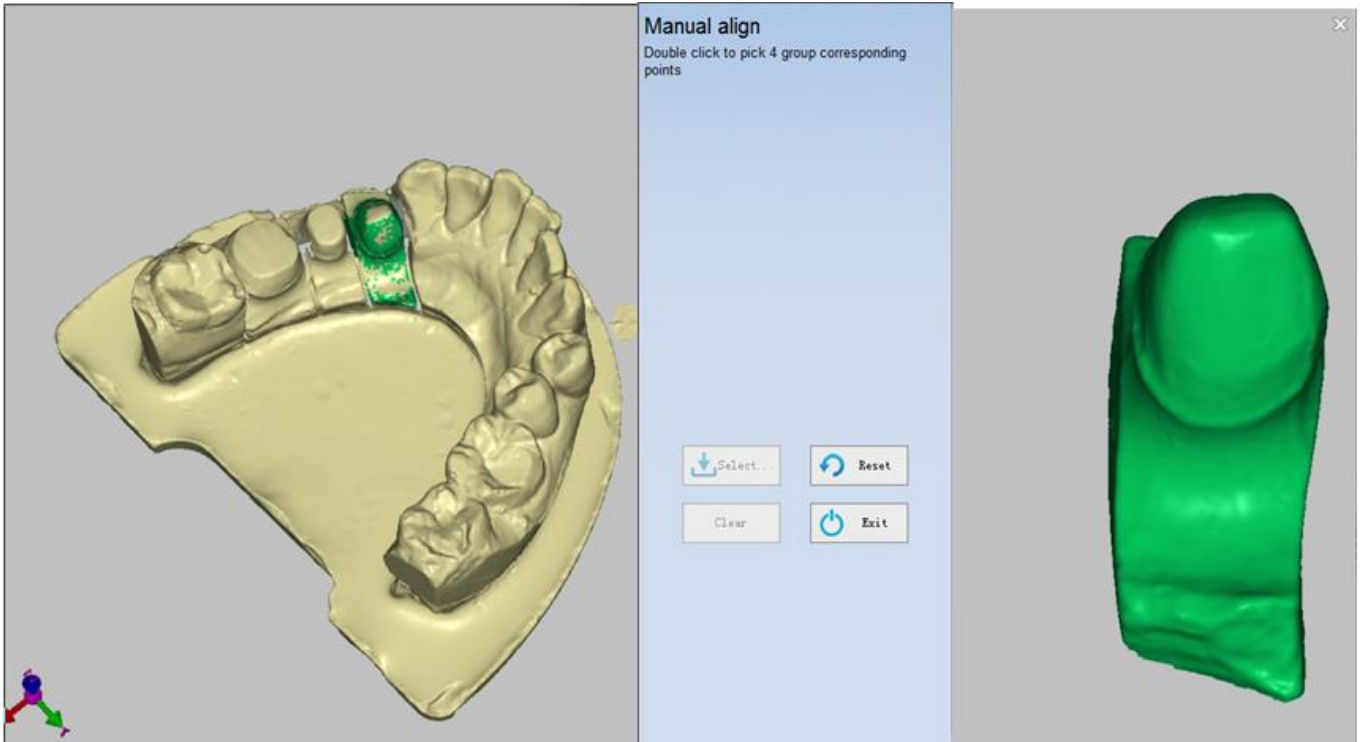 Manual align
Double click to pick 4 group corresponding
points
Select...
Reset
Clear
Exit